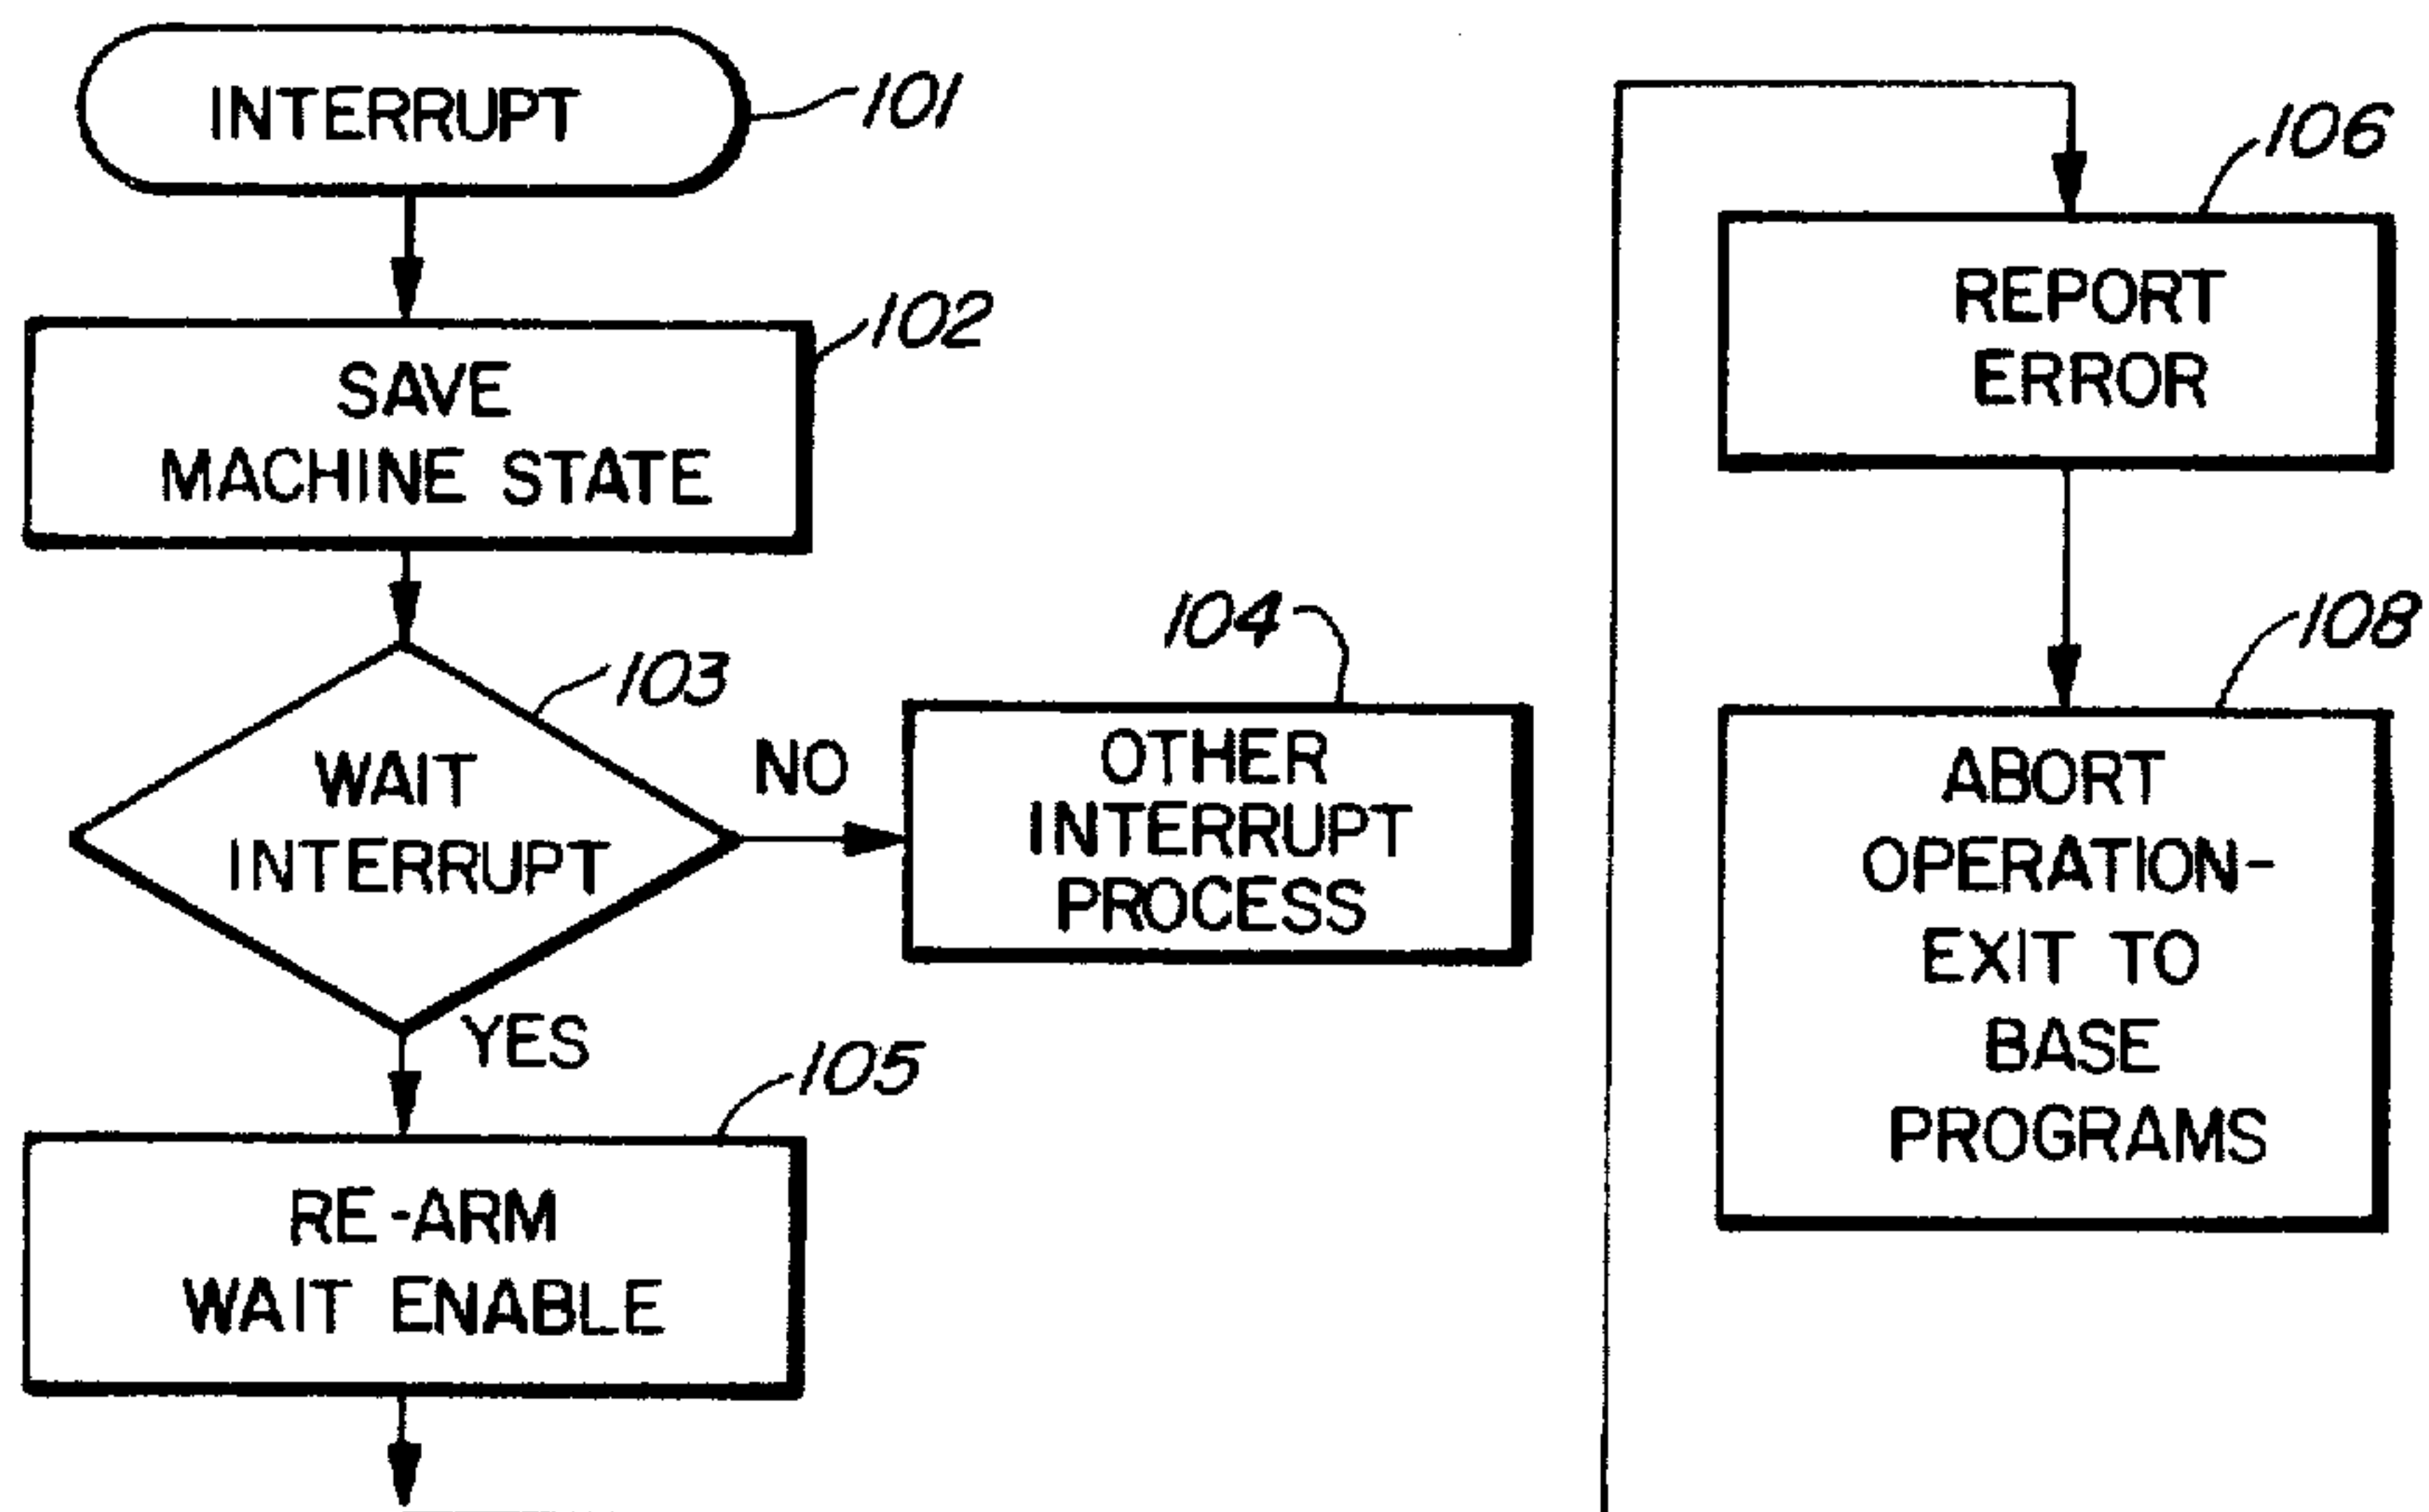 INTERRUPT
101
SAVE
MACHINE STATE
102
WAIT
INTERRUPT
103
NO
YES
OTHER
INTERRUPT
PROCESS
104
RE-ARM
WAIT ENABLE
105
REPORT
ERROR
106
ABORT
OPERATION-
EXIT TO
BASE
PROGRAMS
108